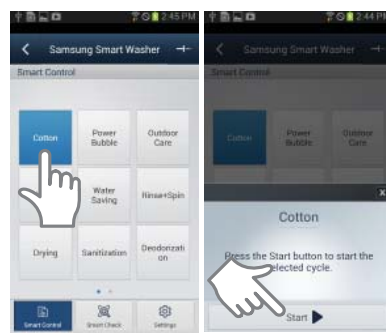 2:45 PM
Samsung Smart Washer
Smart Control
Cotton
Power
Bubble
Outdoor
Care
Water
Saving
Rinse+Spin
Drying
Sanitization
Deodorizati
on
Smart Control
Smart Check
Settings
2:44 PM
Samsung Smart Washer
Smart Control
Cotton
Power
Bubble
Outdoor
Care
X
Cotton
Press the Start button to start the
selected cycle.
Start